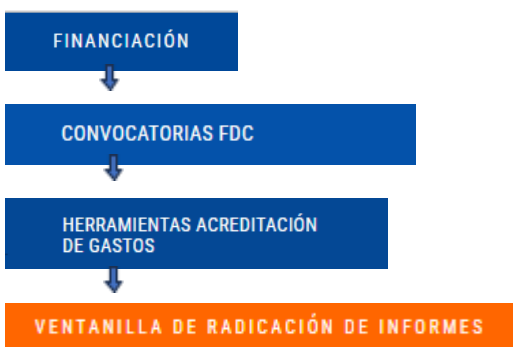 FINANCIACIÓN
CONVOCATORIAS FDC
HERRAMIENTAS ACREDITACIÓN
DE GASTOS
VENTANILLA DE RADICACIÓN DE INFORMES